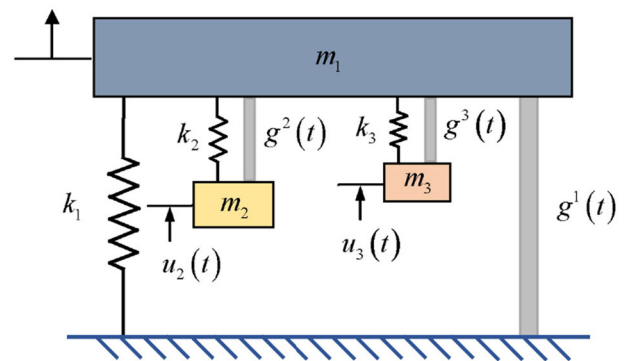 m₁
k₂
g²(t)
k₃
g³(t)
m₂
m₃
k₁
g¹(t)
u₂(t)
u₃(t)